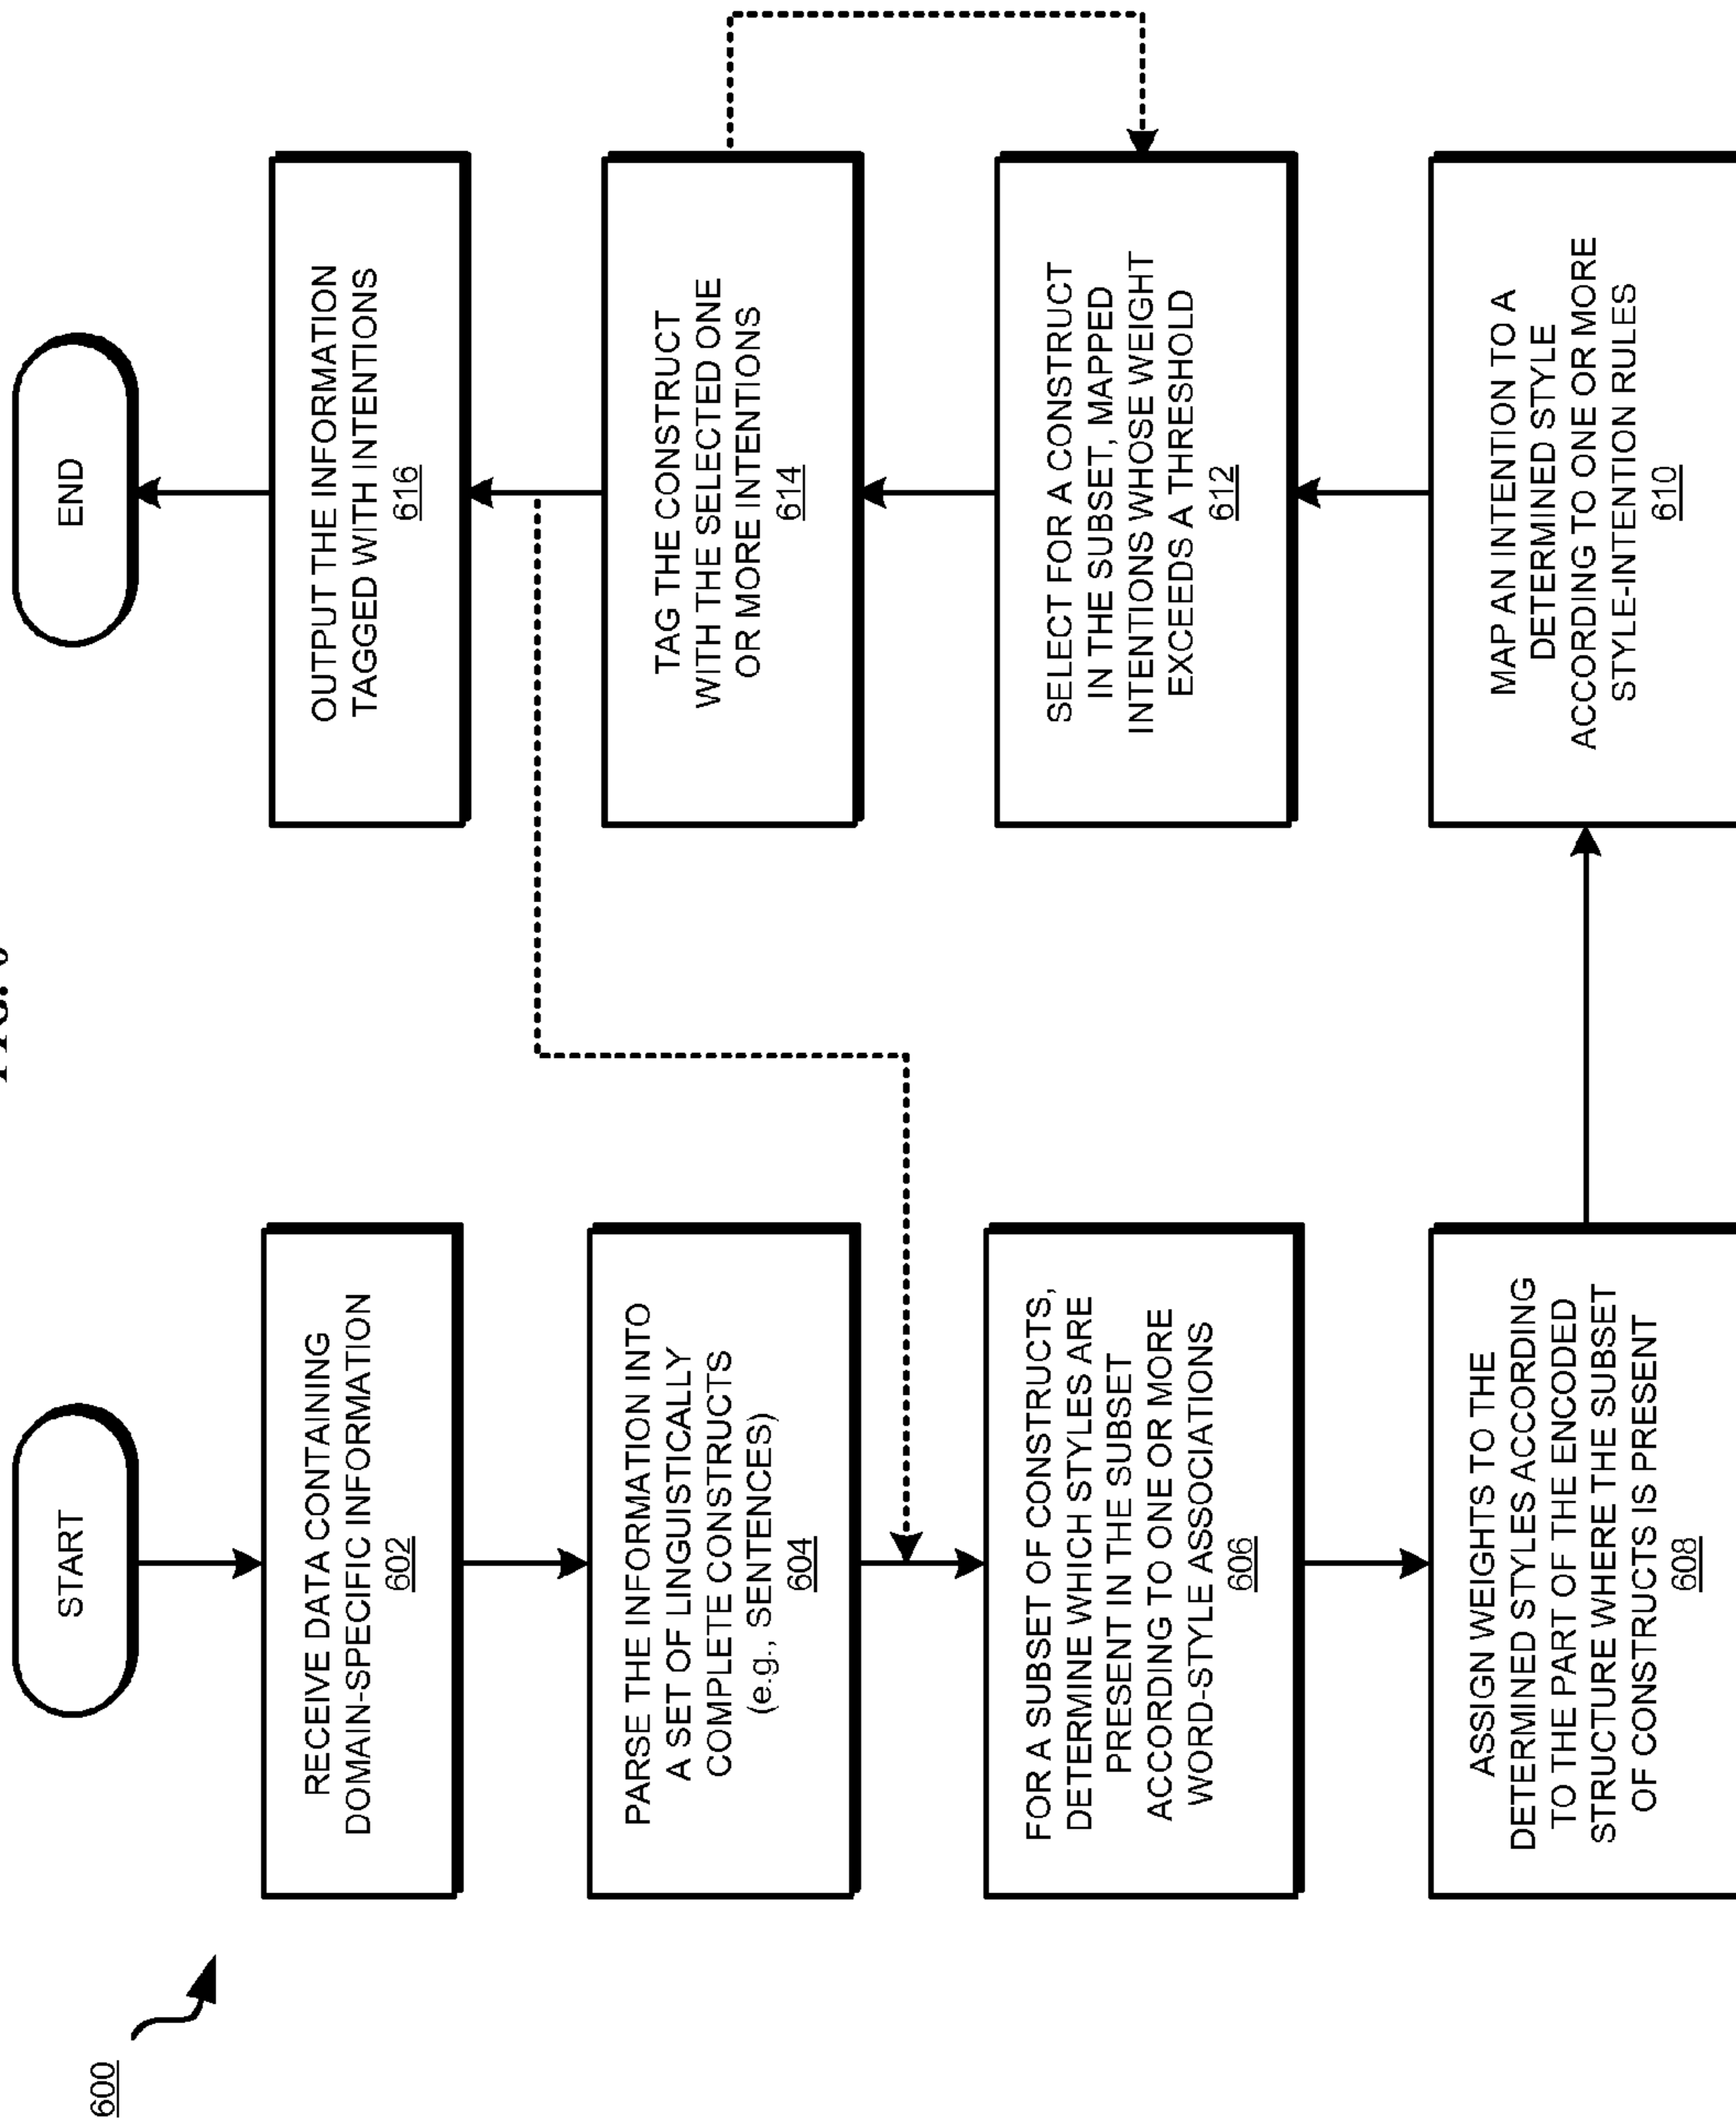 600
START
RECEIVE DATA CONTAINING
DOMAIN-SPECIFIC INFORMATION
602
PARSE THE INFORMATION INTO
A SET OF LINGUISTICALLY
COMPLETE CONSTRUCTS
(e.g., SENTENCES)
604
FOR A SUBSET OF CONSTRUCTS,
DETERMINE WHICH STYLES ARE
PRESENT IN THE SUBSET
ACCORDING TO ONE OR MORE
WORD-STYLE ASSOCIATIONS
606
ASSIGN WEIGHTS TO THE
DETERMINED STYLES ACCORDING
TO THE PART OF THE ENCODED
STRUCTURE WHERE THE SUBSET
OF CONSTRUCTS IS PRESENT
608
MAP AN INTENTION TO A
DETERMINED STYLE
ACCORDING TO ONE OR MORE
STYLE-INTENTION RULES
610
SELECT FOR A CONSTRUCT
IN THE SUBSET, MAPPED
INTENTIONS WHOSE WEIGHT
EXCEEDS A THRESHOLD
612
TAG THE CONSTRUCT
WITH THE SELECTED ONE
OR MORE INTENTIONS
614
OUTPUT THE INFORMATION
TAGGED WITH INTENTIONS
616
END